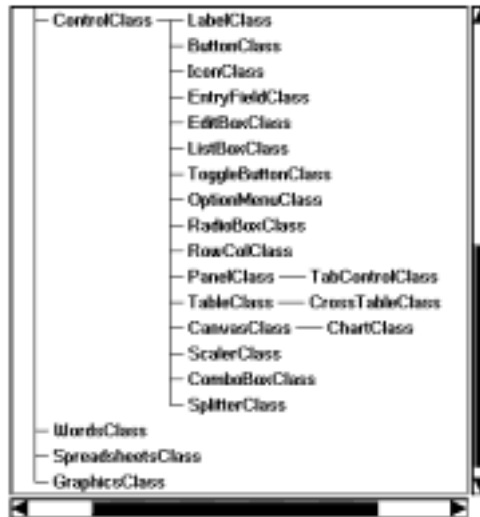 ControlClass LabelClass
ButtonClass
IconClass
EntryFieldClass
EditBoxClass
ListBoxClass
ToggleButtonClass
OptionMenuClass
RadioBoxClass
RowColClass
PanelClass TabControlClass
TableClass CrossTableClass
CanvasClass ChartClass
ScalerClass
ComboBoxClass
SplitterClass
WordsClass
SpreadsheetsClass
GraphicsClass